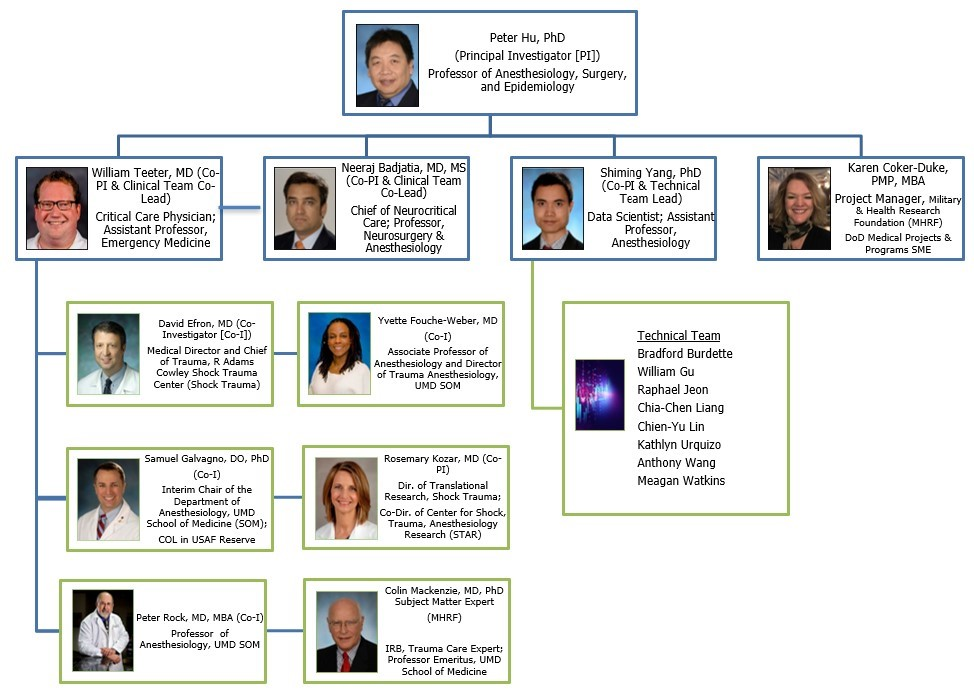 Peter Hu, PhD
(Principal Investigator [PI])
Professor of Anesthesiology, Surgery,
and Epidemiology
William Teeter, MD (Co-
PI & Clinical Team Co-
Lead)
Critical Care Physician;
Assistant Professor,
Emergency Medicine
Neeraj Badjatia, MD, MS
(Co-PI & Clinical Team
Co-Lead)
Chief of Neurocritical
Care; Professor,
Neurosurgery &
Anesthesiology
Shiming Yang, PhD
(Co-PI & Technical
Team Lead)
Data Scientist; Assistant
Professor,
Anesthesiology
Karen Coker-Duke,
PMP, MBA
Project Manager, Military
& Health Research
Foundation (MHRF)
DoD Medical Projects &
Programs SME
David Efron, MD (Co-
Investigator [Co-I])
Medical Director and Chief
of Trauma, R Adams
Cowley Shock Trauma
Center (Shock Trauma)
Yvette Fouche-Weber, MD
(Co-I)
Associate Professor of
Anesthesiology and Director
of Trauma Anesthesiology,
UMD SOM
Technical Team
Bradford Burdette
William Gu
Raphael Jeon
Chia-Chen Liang
Chien-Yu Lin
Kathlyn Urquizo
Anthony Wang
Meagan Watkins
Samuel Galvagno, DO, PhD
(Co-I)
Interim Chair of the
Department of
Anesthesiology, UMD
School of Medicine (SOM);
COL in USAF Reserve
Rosemary Kozar, MD (Co-
PI)
Dir. of Translational
Research, Shock Trauma;
Co-Dir. of Center for Shock,
Trauma, Anesthesiology
Research (STAR)
Peter Rock, MD, MBA (Co-I)
Professor of
Anesthesiology, UMD SOM
Colin Mackenzie, MD, PhD
Subject Matter Expert
(MHRF)
IRB, Trauma Care Expert;
Professor Emeritus, UMD
School of Medicine